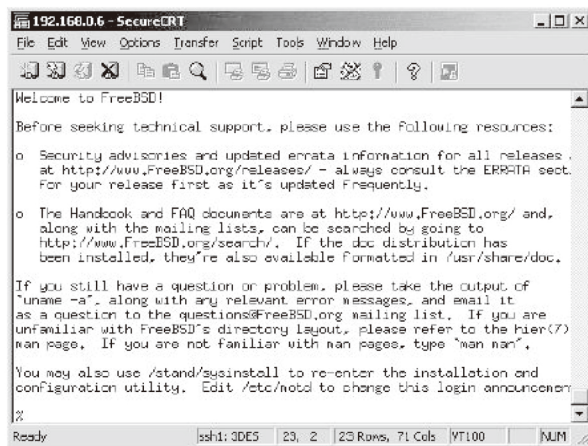 192.168.0.6 - SecureCRT
File Edit View Options Transfer Script Tools Window Help
Welcome to FreeBSD!
Before seeking technical support, please use the following resources:
o Security advisories and updated errata information for all releases
at http://www.FreeBSD.org/releases/ - always consult the ERRATA sect
for your release first as it's updated frequently.
o The Handbook and FAQ documents are at http://www.FreeBSD.org/ and,
along with the mailing lists, can be searched by going to
http://www.FreeBSD.org/search/. If the doc distribution has
been installed, they're also available formatted in /usr/share/doc.
If you still have a question or problem, please take the output of
`uname -a', along with any relevant error messages, and email it
as a question to the questions@FreeBSD.org mailing list. If you are
unfamiliar with FreeBSD's directory layout, please refer to the hier(7)
man page. If you are not familiar with man pages, type `man man'.
You may also use /stand/sysinstall to re-enter the installation and
configuration utility. Edit /etc/motd to change this login announcemen
%
Ready ssh1: 3DES 23, 2 23 Rows, 71 Cols VT100 NUM